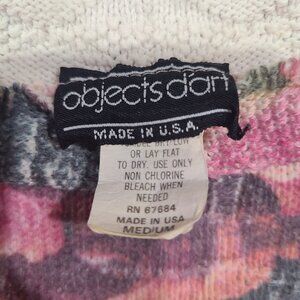 objects d'art
MADE IN U.S.A.
OR LAY FLAT
TO DRY. USE ONLY
NON CHLORINE
BLEACH WHEN
NEEDED
RN 67684
MADE IN USA
MEDIUM